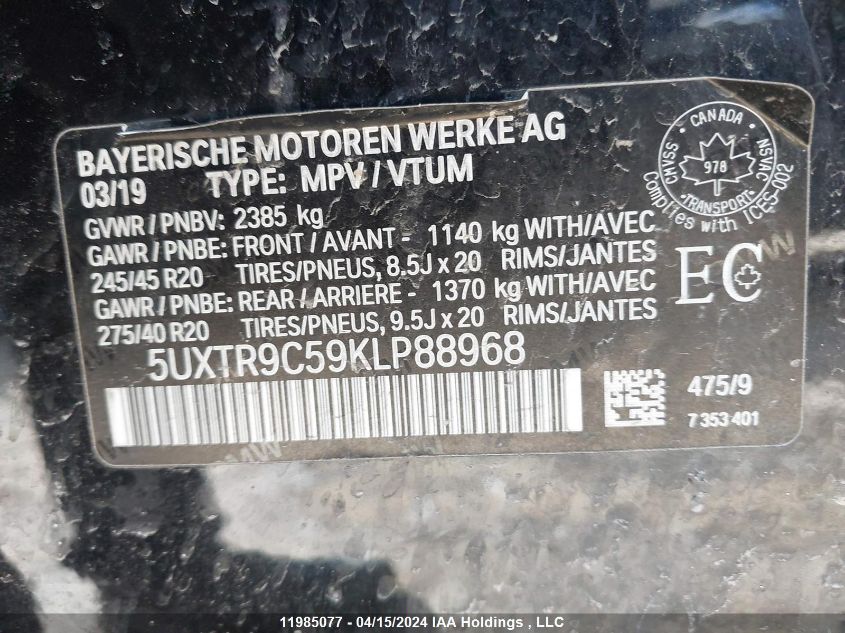 BAYERISCHE MOTOREN WERKE AG
03/19 TYPE: MPV / VTUM
GVWR / PNBV: 2385 kg
GAWR / PNBE: FRONT / AVANT - 1140 kg WITH/AVEC
245/45 R20 TIRES/PNEUS, 8.5J x 20 RIMS/JANTES
GAWR / PNBE: REAR / ARRIERE - 1370 kg WITH/AVEC
275/40 R20 TIRES/PNEUS, 9.5J x 20 RIMS/JANTES
5UXTR9C59KLP88968
CANADA
CMVSS
NSVAC
978
TRANSPORT
Complies with ICES-002
EC
475/9
7 353 401
11985077 - 04/15/2024 IAA Holdings , LLC